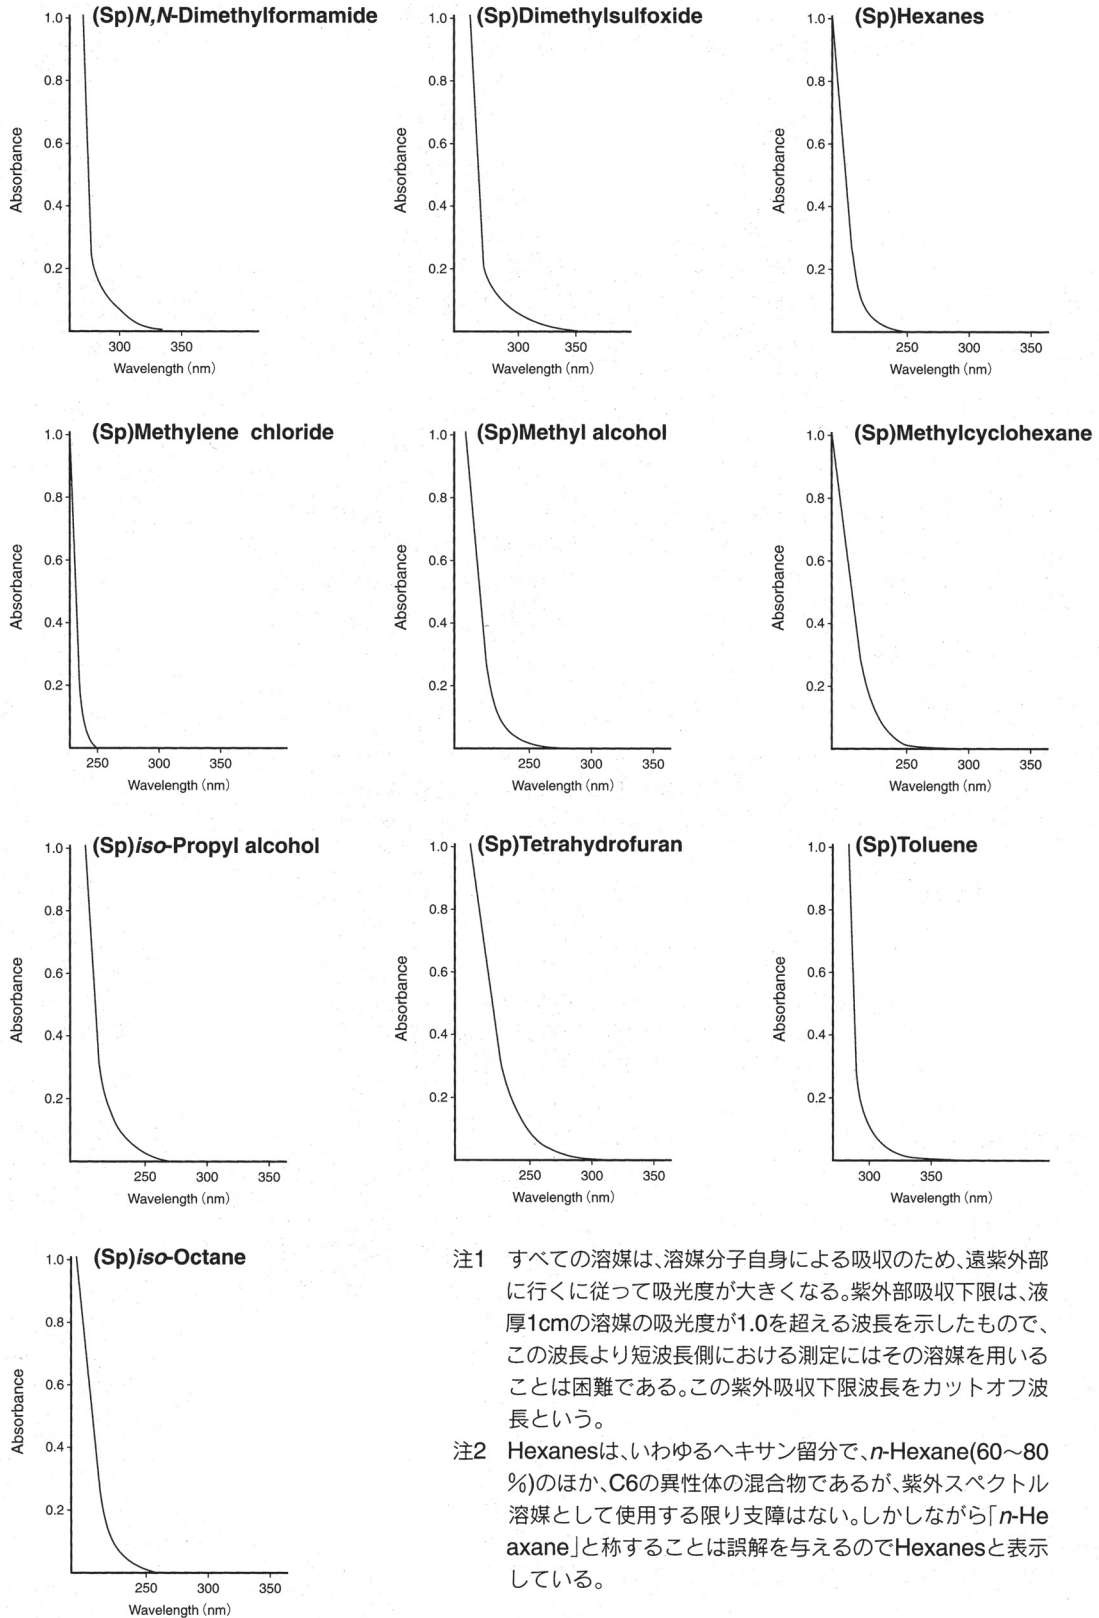 (Sp)N,N-Dimethylformamide
1.0
0.8
0.6
0.4
0.2
Absorbance
300 350
Wavelength (nm)
(Sp)Dimethylsulfoxide
1.0
0.8
0.6
0.4
0.2
Absorbance
300 350
Wavelength (nm)
(Sp)Hexanes
1.0
0.8
0.6
0.4
0.2
Absorbance
250 300 350
Wavelength (nm)
(Sp)Methylene chloride
1.0
0.8
0.6
0.4
0.2
Absorbance
250 300 350
Wavelength (nm)
(Sp)Methyl alcohol
1.0
0.8
0.6
0.4
0.2
Absorbance
250 300 350
Wavelength (nm)
(Sp)Methylcyclohexane
1.0
0.8
0.6
0.4
0.2
Absorbance
250 300 350
Wavelength (nm)
(Sp)iso-Propyl alcohol
1.0
0.8
0.6
0.4
0.2
Absorbance
250 300 350
Wavelength (nm)
(Sp)Tetrahydrofuran
1.0
0.8
0.6
0.4
0.2
Absorbance
250 300 350
Wavelength (nm)
(Sp)Toluene
1.0
0.8
0.6
0.4
0.2
Absorbance
300 350
Wavelength (nm)
(Sp)iso-Octane
1.0
0.8
0.6
0.4
0.2
Absorbance
250 300 350
Wavelength (nm)
注1 すべての溶媒は、溶媒分子自身による吸収のため、遠紫外部
に行くに従って吸光度が大きくなる。紫外部吸収下限は、液
厚1cmの溶媒の吸光度が1.0を超える波長を示したもので、
この波長より短波長側における測定にはその溶媒を用いる
ことは困難である。この紫外吸収下限波長をカットオフ波
長という。
注2 Hexanesは、いわゆるヘキサン留分で、n-Hexane(60〜80
%)のほか、C6の異性体の混合物であるが、紫外スペクトル
溶媒として使用する限り支障はない。しかしながら「n-He
axane」と称することは誤解を与えるのでHexanesと表示
している。